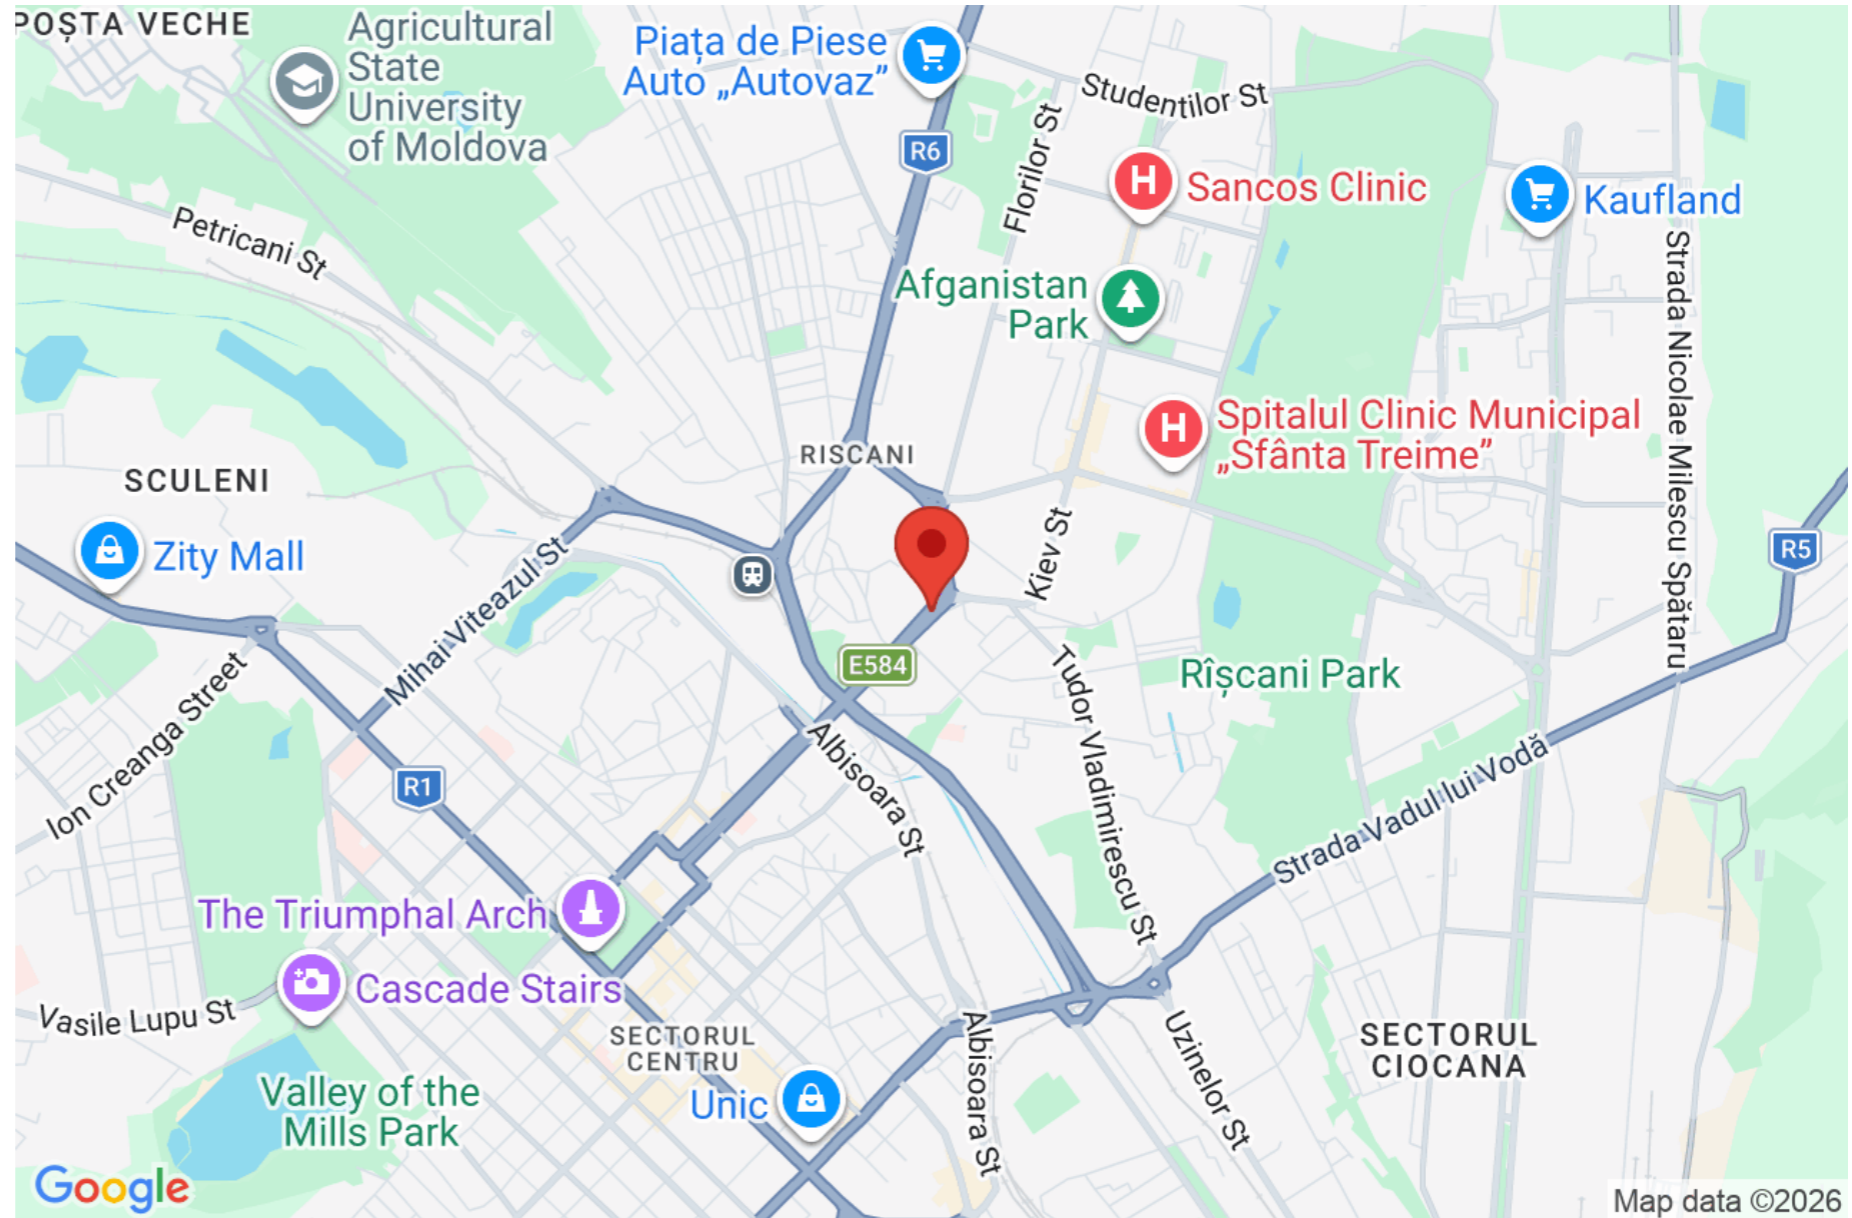 POȘTA VECHE
Agricultural
State
University
of Moldova
Piața de Piese
Auto „Autovaz”
R6
Studentilor St
Florilor St
Sancos Clinic
Kaufland
Petricani St
Afganistan
Park
Strada Nicolae Milescu Spătaru
Spitalul Clinic Municipal
„Sfânta Treime”
RISCANI
SCULENI
Zity Mall
Mihai Viteazul St
Kiev St
R5
E584
Rîșcani Park
Ion Creanga Street
Tudor Vladimirescu St
Albisoara St
R1
Strada Vadul lui Vodă
The Triumphal Arch
Cascade Stairs
Vasile Lupu St
SECTORUL
CENTRU
Albisoara St
Uzinelor St
SECTORUL
CIOCANA
Valley of the
Mills Park
Unic
Google
Map data ©2026